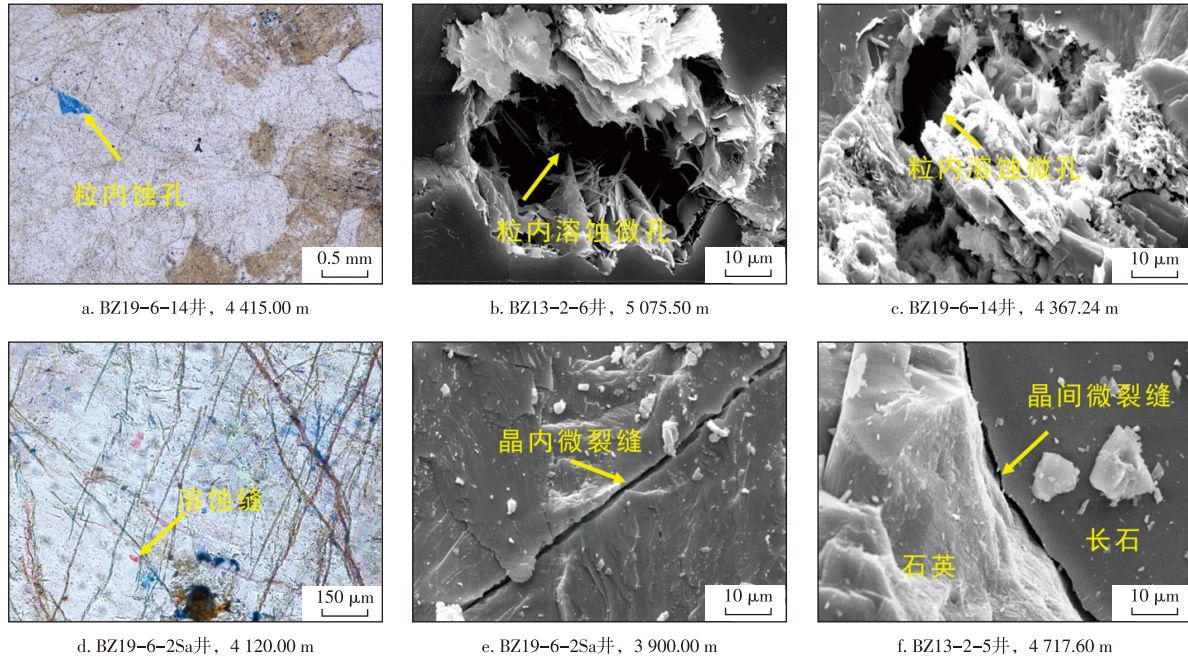 粒内蚀孔
0.5 mm
a. BZ19-6-14井，4 415.00 m
粒内溶蚀微孔
10 μm
b. BZ13-2-6井，5 075.50 m
粒内溶蚀微孔
10 μm
c. BZ19-6-14井，4 367.24 m
溶蚀缝
150 μm
d. BZ19-6-2Sa井，4 120.00 m
晶内微裂缝
10 μm
e. BZ19-6-2Sa井，3 900.00 m
晶间微裂缝
长石
石英
10 μm
f. BZ13-2-5井，4 717.60 m